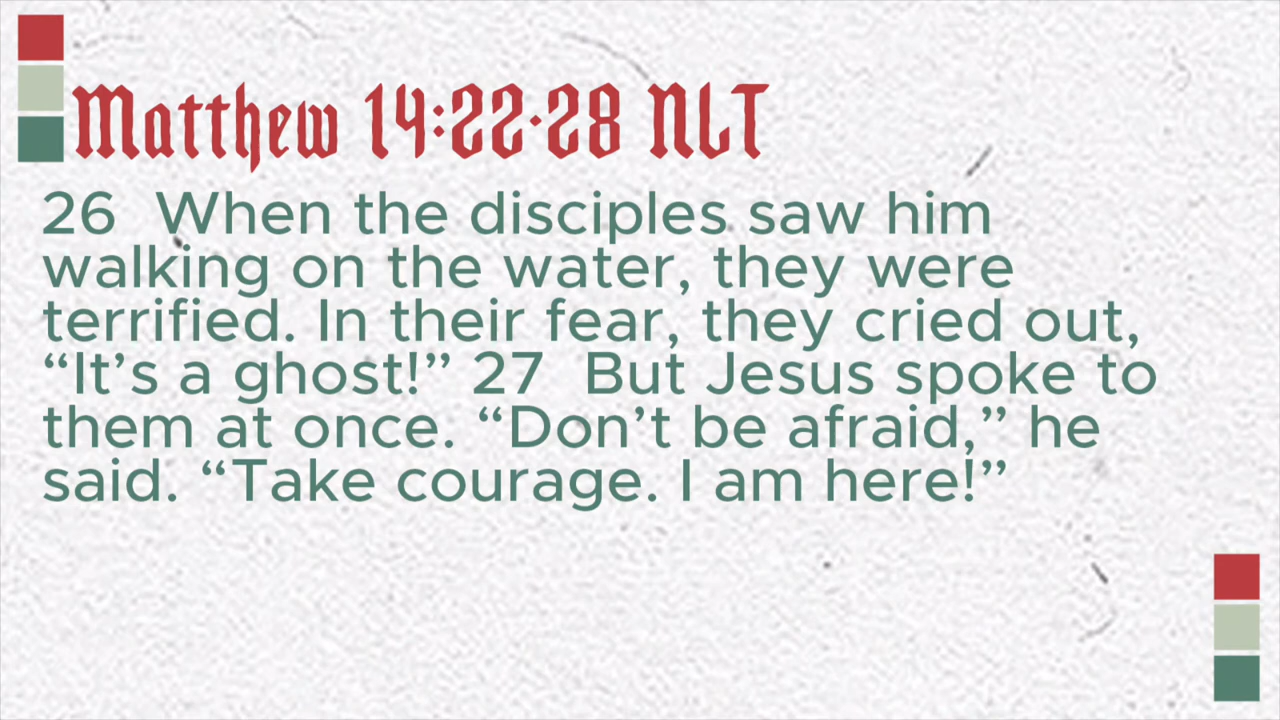 Matthew 14:22-28 NLT
26  When the disciples saw him
walking on the water, they were
terrified. In their fear, they cried out,
“It’s a ghost!” 27  But Jesus spoke to
them at once. “Don’t be afraid,” he
said. “Take courage. I am here!”